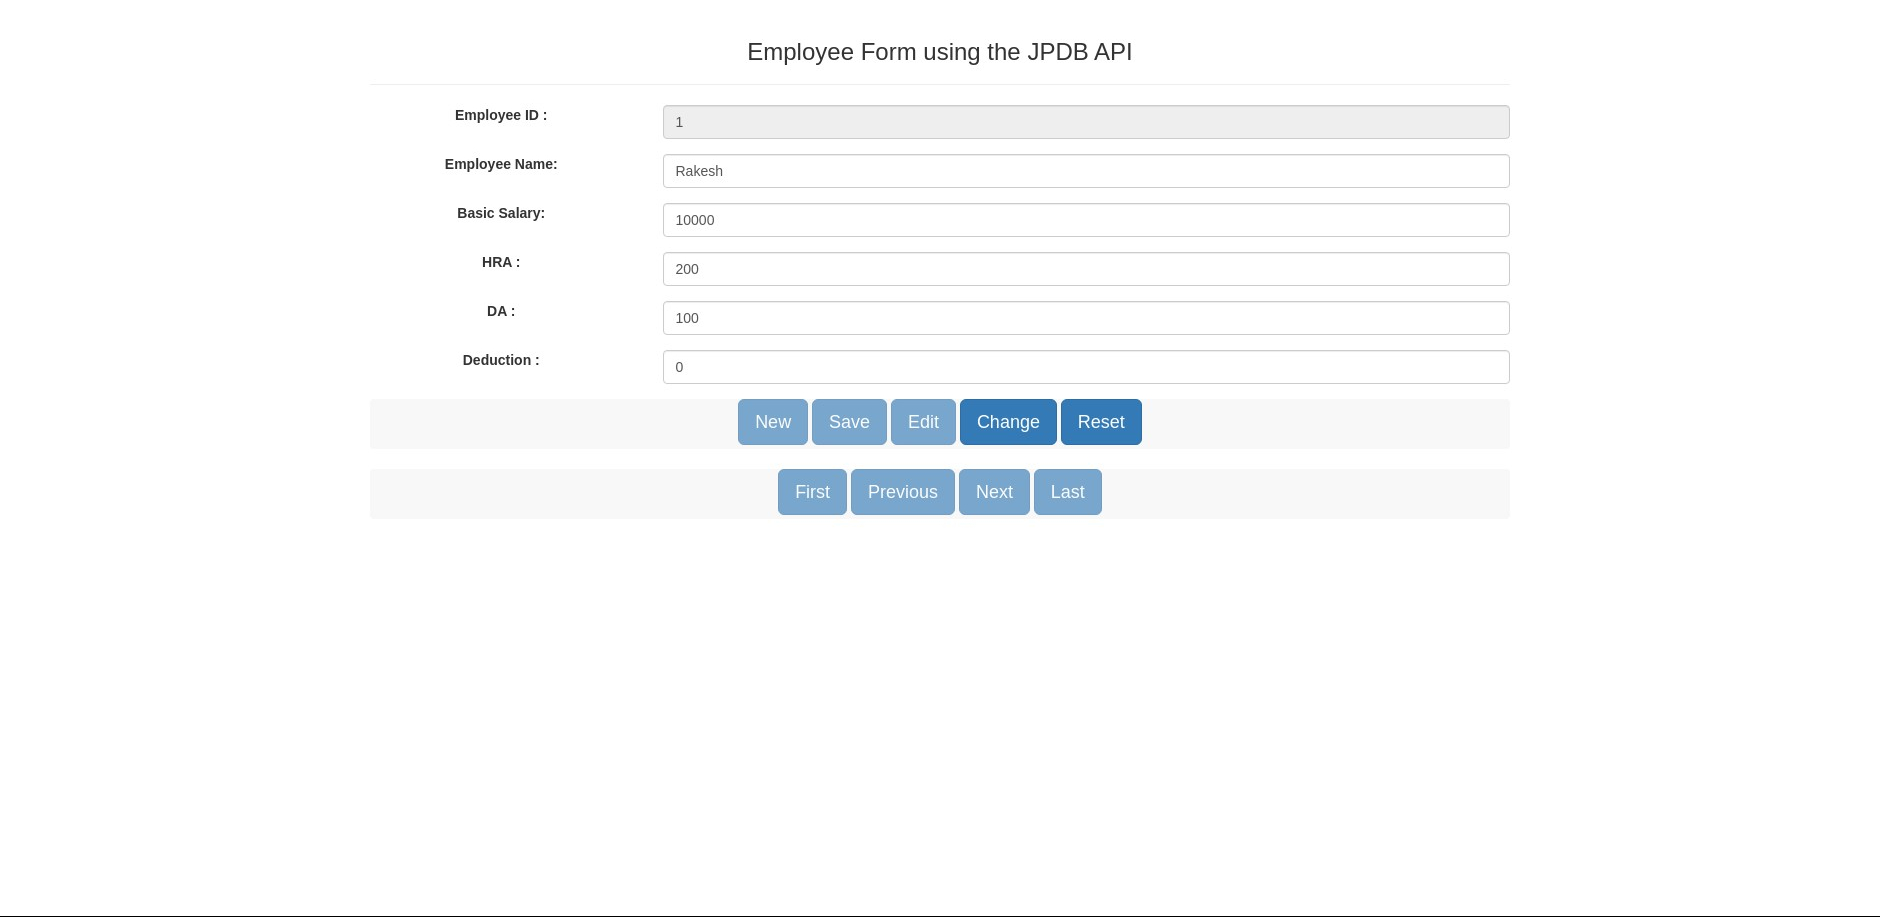 Employee Form using the JPDB API
Employee ID :
1
Employee Name:
Rakesh
Basic Salary:
10000
HRA :
200
DA :
100
Deduction :
0
New Save Edit Change Reset
First Previous Next Last